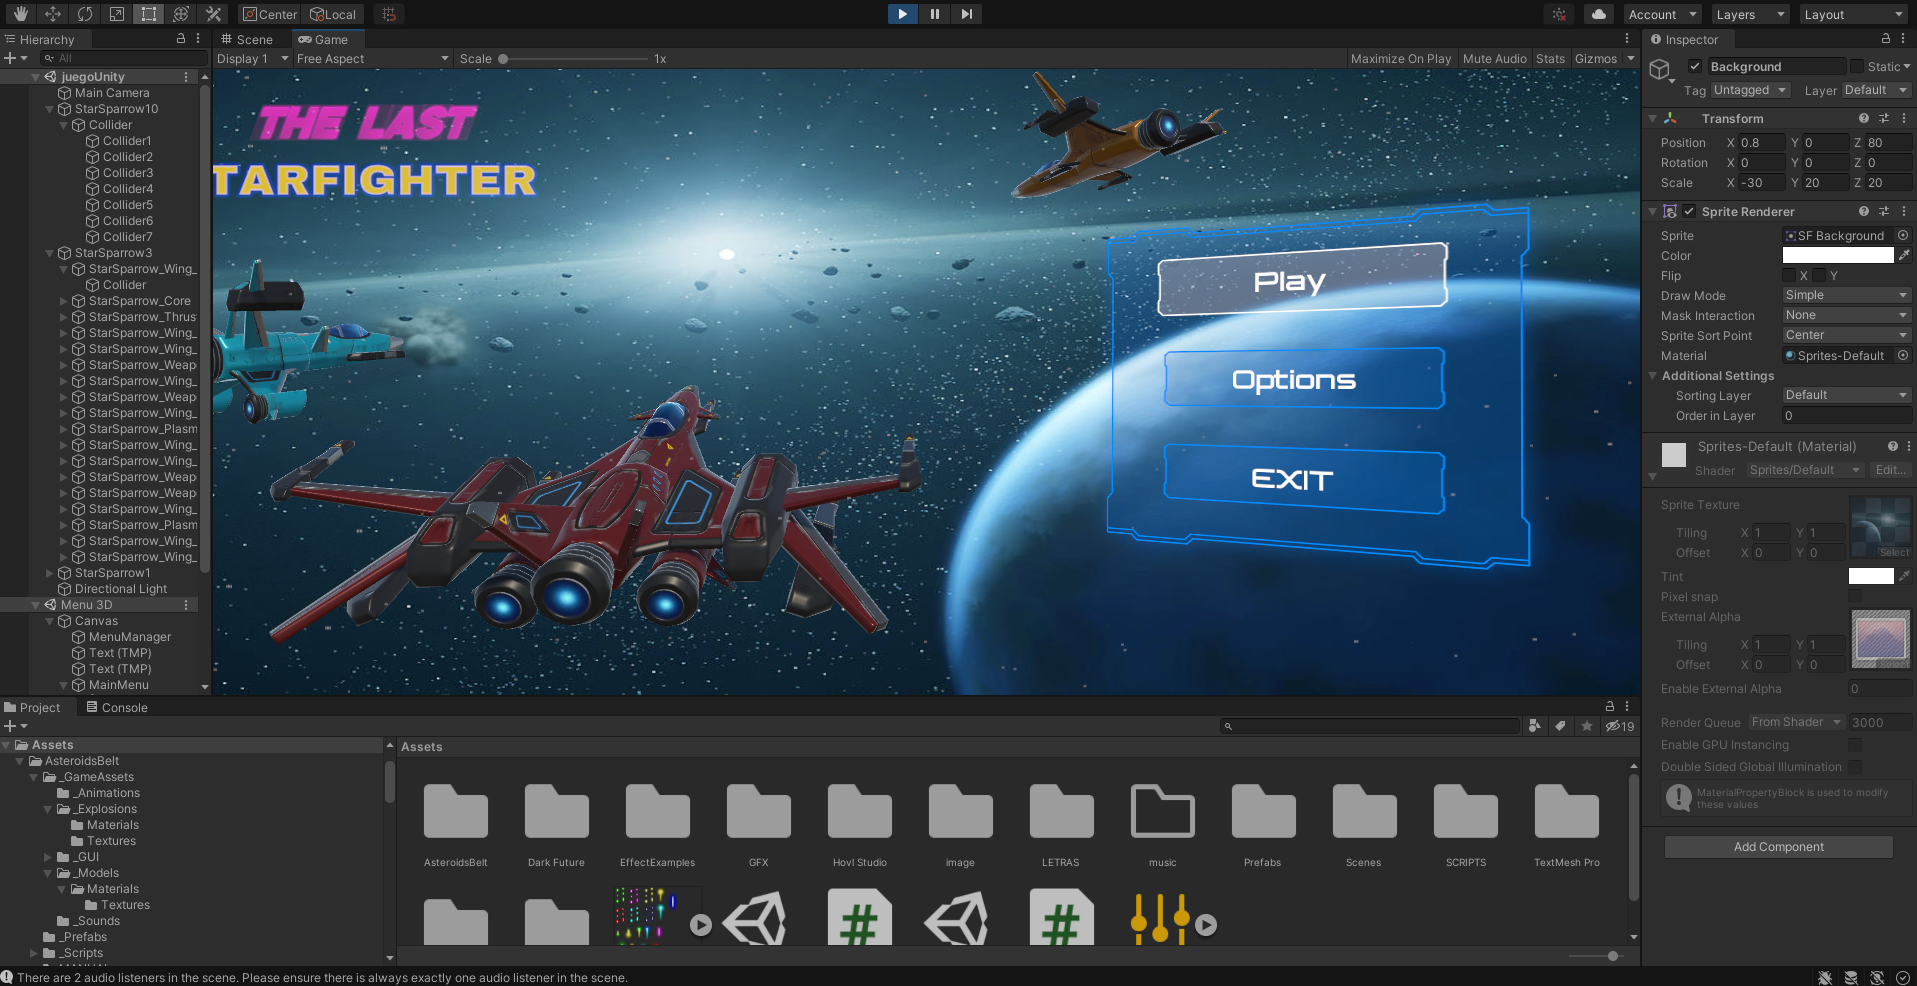 Center
Local
Account
Layers
Layout
Hierarchy
All
juegoUnity
Main Camera
StarSparrow10
Collider
Collider1
Collider2
Collider3
Collider4
Collider5
Collider6
Collider7
StarSparrow3
StarSparrow_Wing_
Collider
StarSparrow_Core
StarSparrow_Thrus
StarSparrow_Wing_
StarSparrow_Wing_
StarSparrow_Weap
StarSparrow_Wing_
StarSparrow_Weap
StarSparrow_Wing_
StarSparrow_Plasm
StarSparrow_Wing_
StarSparrow_Wing_
StarSparrow_Weap
StarSparrow_Weap
StarSparrow_Wing_
StarSparrow_Plasm
StarSparrow_Wing_
StarSparrow_Wing_
StarSparrow1
Directional Light
Menu 3D
Canvas
MenuManager
Text (TMP)
Text (TMP)
MainMenu
Scene
Game
Display 1
Free Aspect
Scale
1x
Maximize On Play
Mute Audio
Stats
Gizmos
THE LAST
TARFIGHTER
Play
Options
EXIT
Inspector
Background
Static
Tag Untagged
Layer Default
Transform
Position X 0.8 Y 0 Z 80
Rotation X 0 Y 0 Z 0
Scale X -30 Y 20 Z 20
Sprite Renderer
Sprite SF Background
Color
Flip X Y
Draw Mode Simple
Mask Interaction None
Sprite Sort Point Center
Material Sprites-Default
Additional Settings
Sorting Layer Default
Order in Layer 0
Sprites-Default (Material)
Shader Sprites/Default Edit...
Sprite Texture
Tiling X 1 Y 1
Offset X 0 Y 0
Select
Tint
Pixel snap
External Alpha
Tiling X 1 Y 1
Offset X 0 Y 0
Select
Enable External Alpha 0
Render Queue From Shader 3000
Enable GPU Instancing
Double Sided Global Illumination
MaterialPropertyBlock is used to modify
these values
Add Component
Project
Console
19
Assets
AsteroidsBelt
_GameAssets
_Animations
_Explosions
Materials
Textures
_GUI
_Models
Materials
Textures
_Sounds
_Prefabs
_Scripts
Assets
AsteroidsBelt
Dark Future
EffectExamples
GFX
Hovl Studio
image
LETRAS
music
Prefabs
Scenes
SCRIPTS
TextMesh Pro
There are 2 audio listeners in the scene. Please ensure there is always exactly one audio listener in the scene.